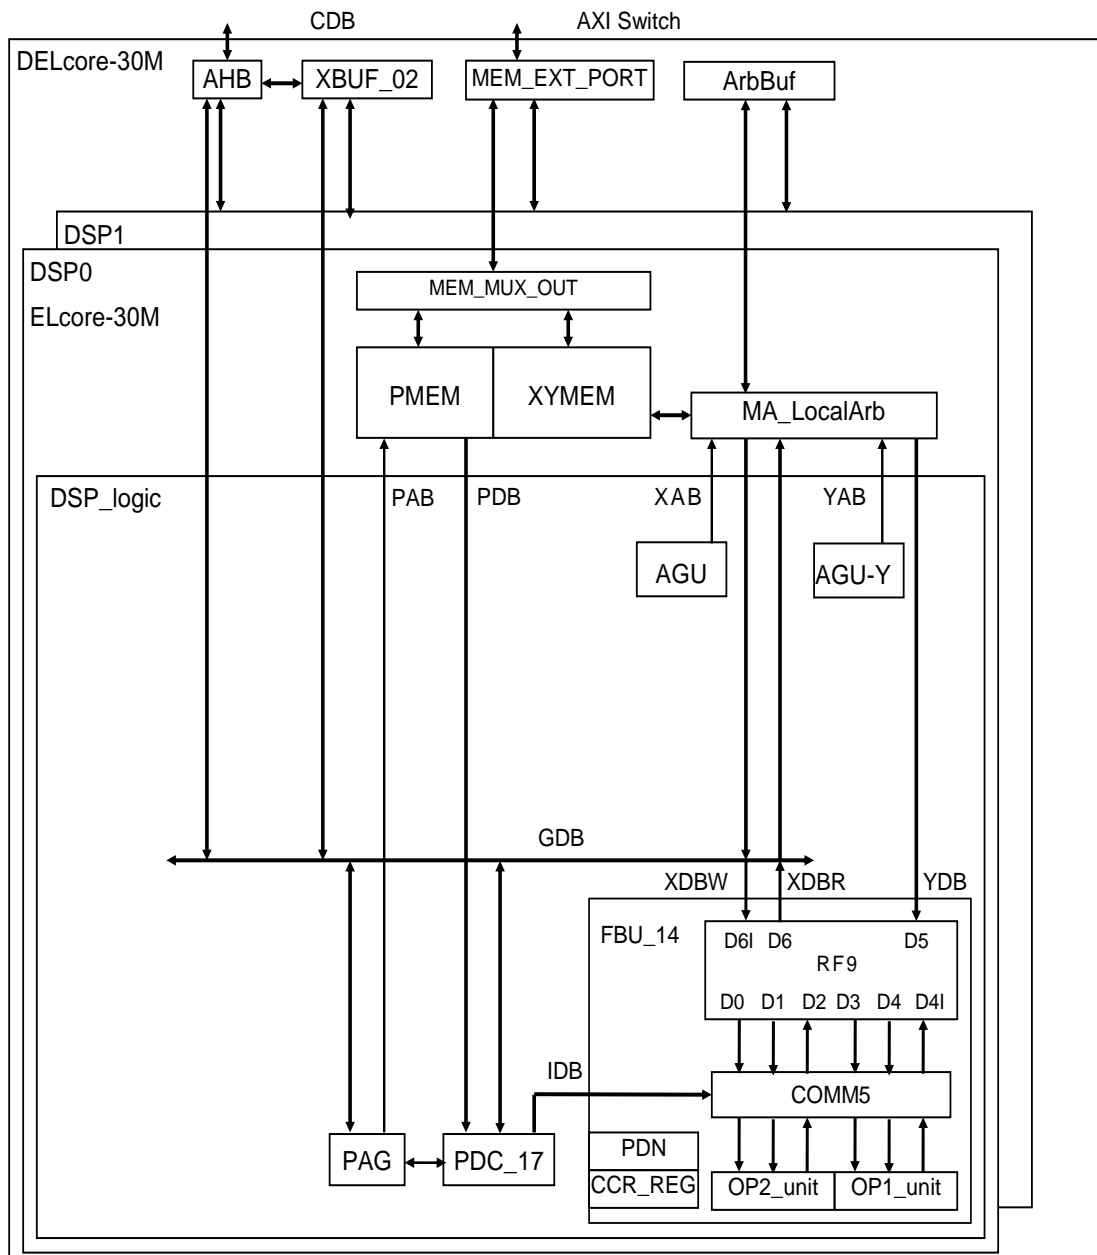 CDB AXI Switch
DELcore-30M
AHB XBUF_02 MEM_EXT_PORT ArbBuf
DSP1
DSP0
MEM_MUX_OUT
ELcore-30M
PMEM XYMEM
MA_LocalArb
DSP_logic PAB PDB XAB YAB
AGU AGU-Y
GDB
XDBW XDBR YDB
FBU_14 D6I D6 D5
RF9
D0 D1 D2 D3 D4 D4I
IDB
COMM5
PDN
PAG PDC_17
CCR_REG OP2_unit OP1_unit